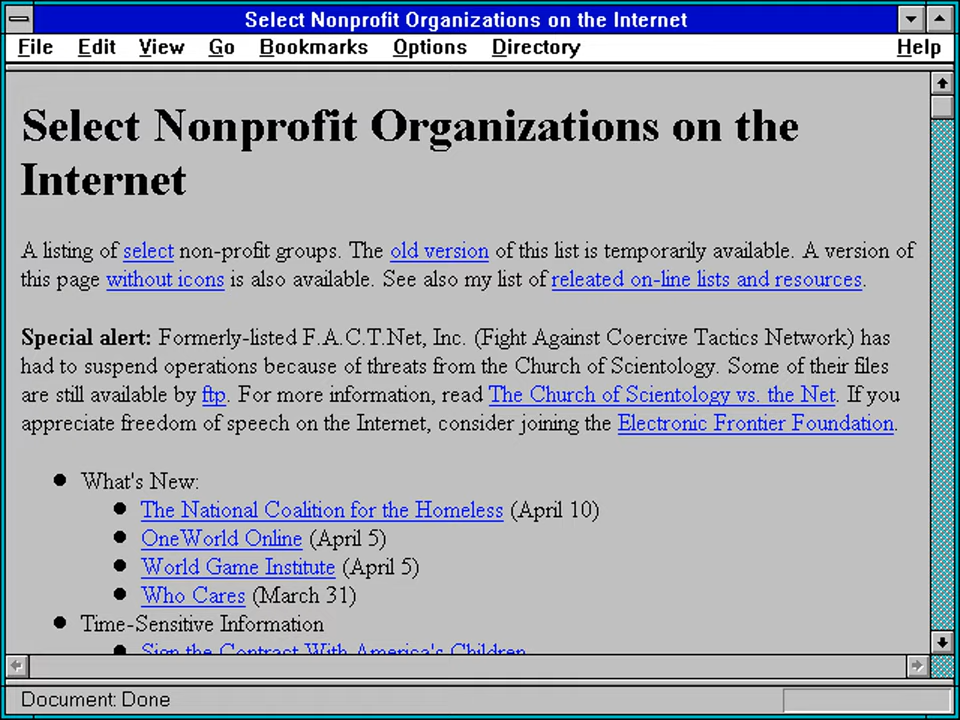 Select Nonprofit Organizations on the Internet
File Edit View Go Bookmarks Options Directory Help
Select Nonprofit Organizations on the
Internet
A listing of select non-profit groups. The old version of this list is temporarily available. A version of
this page without icons is also available. See also my list of releated on-line lists and resources.
Special alert: Formerly-listed F.A.C.T.Net, Inc. (Fight Against Coercive Tactics Network) has
had to suspend operations because of threats from the Church of Scientology. Some of their files
are still available by ftp. For more information, read The Church of Scientology vs. the Net. If you
appreciate freedom of speech on the Internet, consider joining the Electronic Frontier Foundation.
What's New:
The National Coalition for the Homeless (April 10)
OneWorld Online (April 5)
World Game Institute (April 5)
Who Cares (March 31)
Time-Sensitive Information
Sign the Contract With America's Children
Document: Done